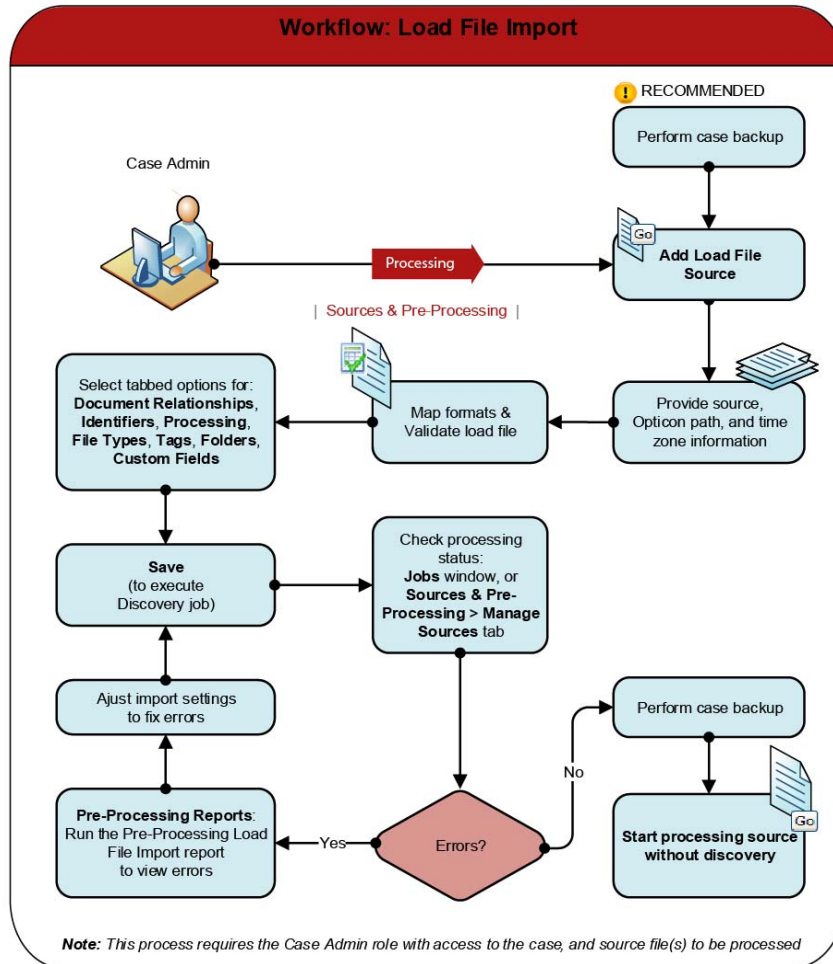 Workflow: Load File Import
! RECOMMENDED
Perform case backup
Case Admin
Go
Add Load File
Source
Processing
| Sources & Pre-Processing |
Provide source,
Opticon path, and time
zone information
Map formats &
Validate load file
Select tabbed options for:
Document Relationships,
Identifiers, Processing,
File Types, Tags, Folders,
Custom Fields
Save
(to execute
Discovery job)
Check processing
status:
Jobs window, or
Sources & Pre-
Processing > Manage
Sources tab
Errors?
Yes
Pre-Processing Reports:
Run the Pre-Processing Load
File Import report
to view errors
Ajust import settings
to fix errors
No
Perform case backup
Go
Start processing source
without discovery
Note: This process requires the Case Admin role with access to the case, and source file(s) to be processed